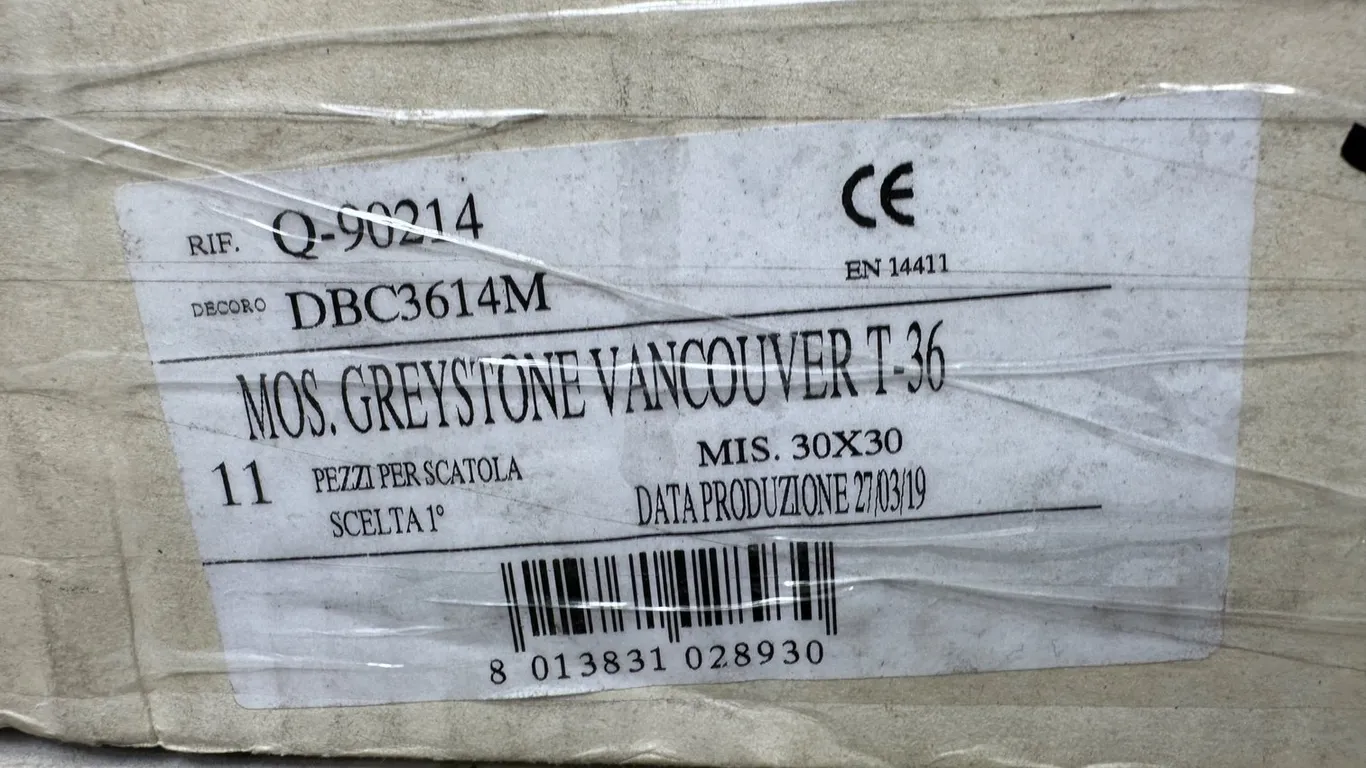 RIF. Q-90214
CE
EN 14411
DECORO DBC3614M
MOS. GREYSTONE VANCOUVER T-36
11 PEZZI PER SCATOLA
MIS. 30X30
SCELTA 1°
DATA PRODUZIONE 27/03/19
8 013831 028930